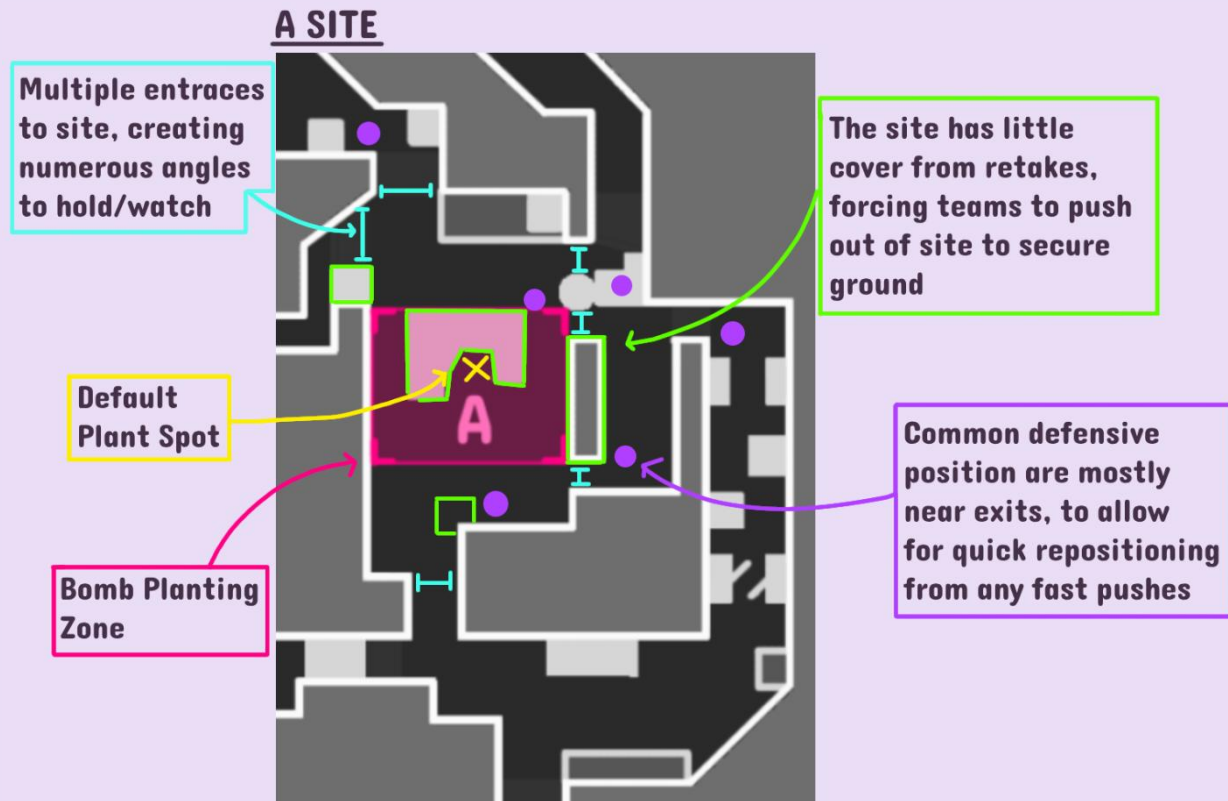 A SITE
Multiple entraces
to site, creating
numerous angles
to hold/watch
The site has little
cover from retakes,
forcing teams to push
out of site to secure
ground
Default
Plant Spot
A
Common defensive
position are mostly
near exits, to allow
for quick repositioning
from any fast pushes
Bomb Planting
Zone